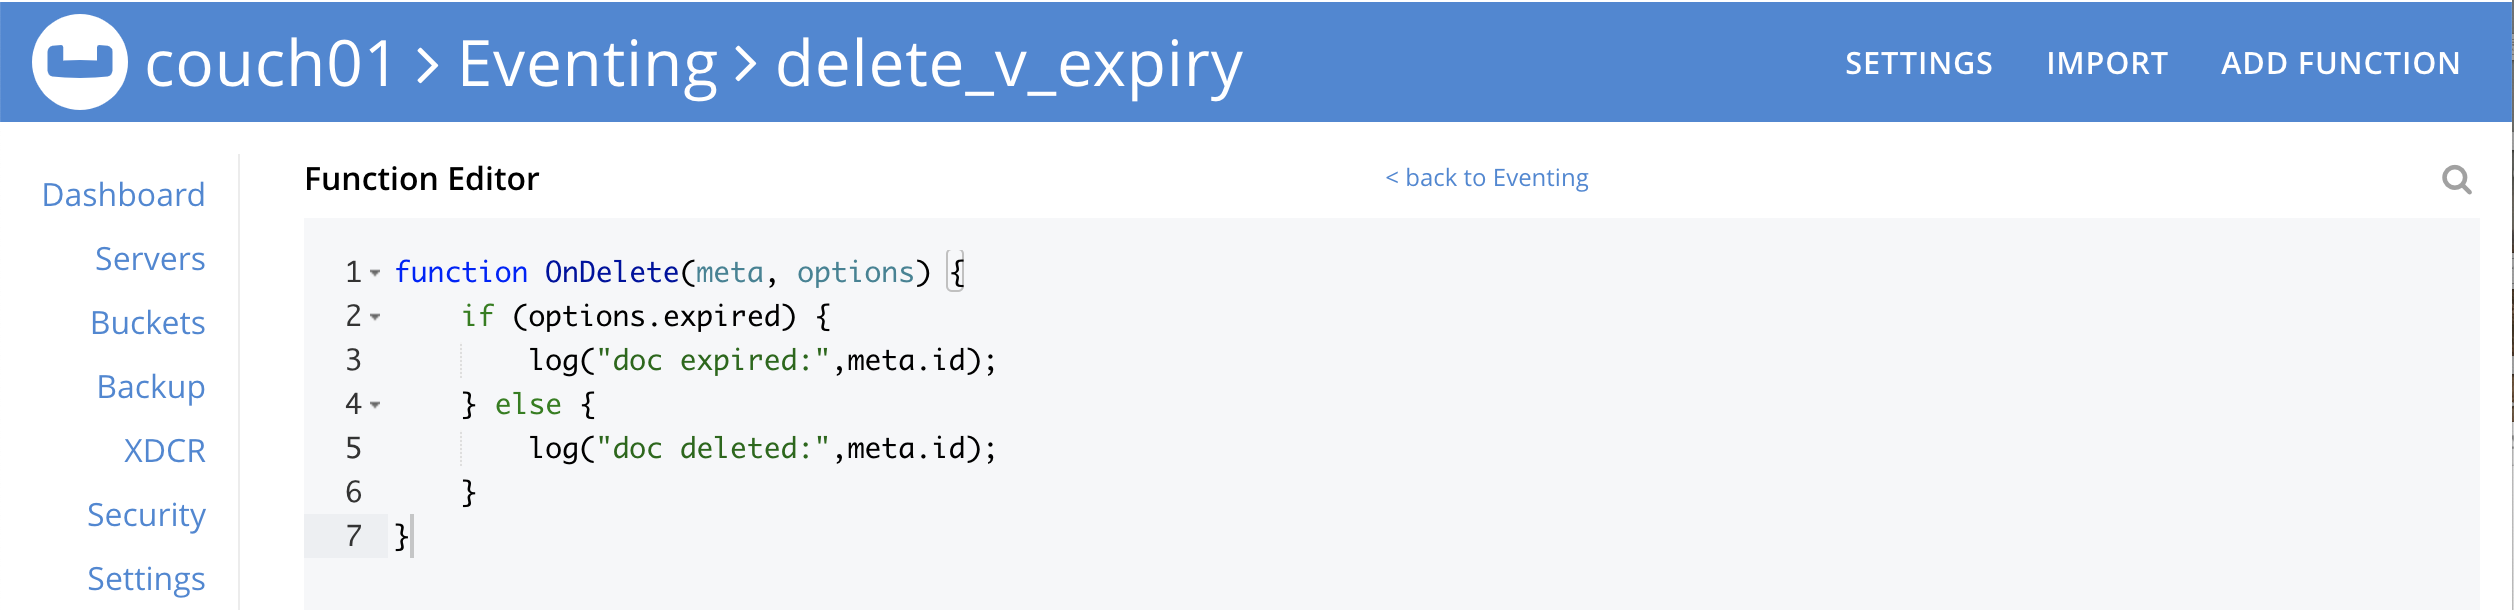 couch01 > Eventing > delete_v_expiry
SETTINGS IMPORT ADD FUNCTION
Dashboard
Servers
Buckets
Backup
XDCR
Security
Settings
Function Editor
< back to Eventing
1 function OnDelete(meta, options) {
2     if (options.expired) {
3         log("doc expired:",meta.id);
4     } else {
5         log("doc deleted:",meta.id);
6     }
7 }